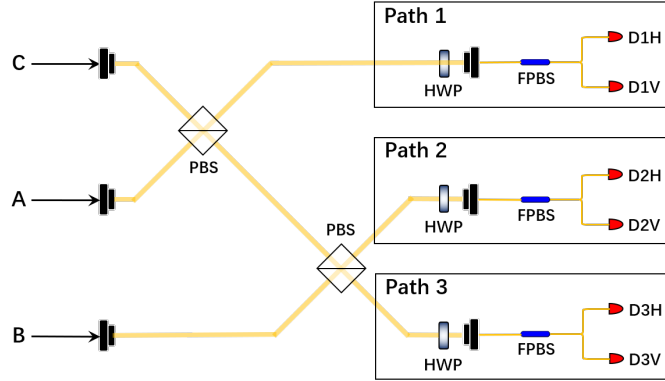 Path 1
C
D1H
HWP
FPBS
D1V
PBS
Path 2
A
D2H
PBS
HWP
FPBS
D2V
Path 3
D3H
B
HWP
FPBS
D3V